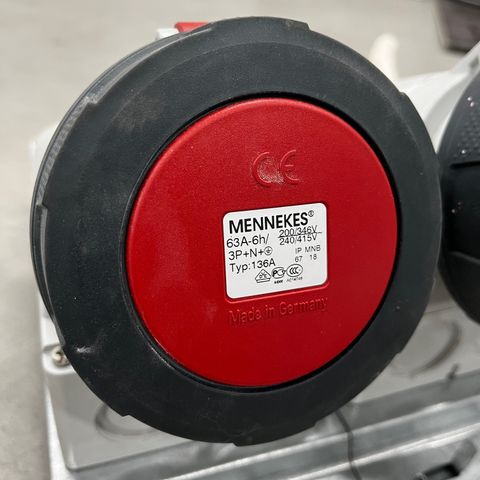 CE
MENNEKES®
63A-6h/ 200/346V
240/415V
3P+N+⏚ IP MNB
Typ:136A 67 18
Made in Germany